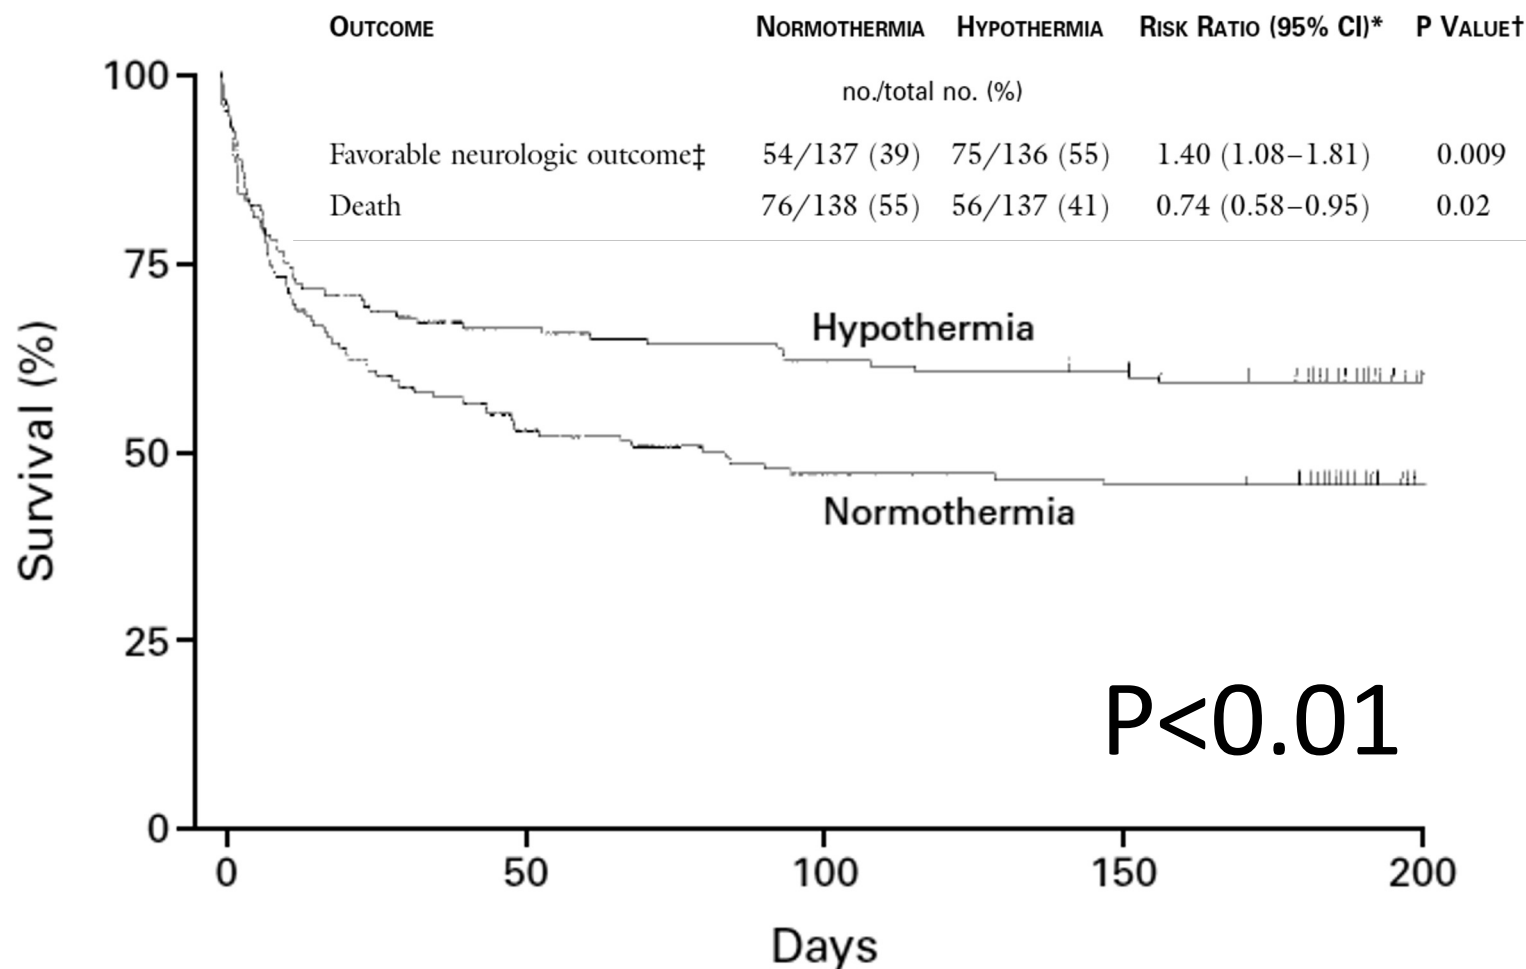 OUTCOME NORMOTHERMIA HYPOTHERMIA RISK RATIO (95% CI)* P VALUE†
no./total no. (%)
Favorable neurologic outcome‡ 54/137 (39) 75/136 (55) 1.40 (1.08–1.81) 0.009
Death 76/138 (55) 56/137 (41) 0.74 (0.58–0.95) 0.02
100
75
50
25
0
Survival (%)
Hypothermia
Normothermia
P<0.01
0 50 100 150 200
Days